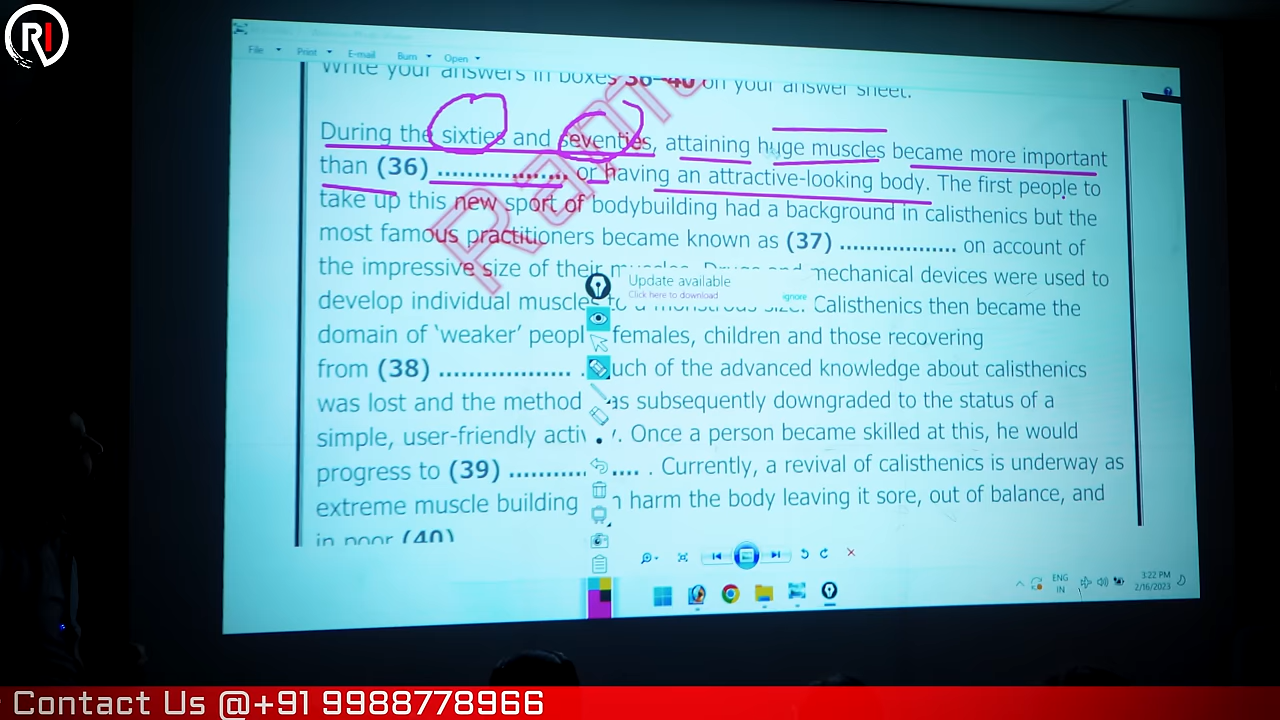 RI
File Print E-mail Burn Open
Write your answers in boxes 36–40 on your answer sheet.
During the sixties and seventies, attaining huge muscles became more important
than (36) .................. or having an attractive-looking body. The first people to
take up this new sport of bodybuilding had a background in calisthenics but the
most famous practitioners became known as (37) .................. on account of
the impressive size of their muscles. Drugs and mechanical devices were used to
develop individual muscles to a monstrous size. Calisthenics then became the
domain of ‘weaker’ peopl females, children and those recovering
from (38) .................. . uch of the advanced knowledge about calisthenics
was lost and the method as subsequently downgraded to the status of a
simple, user-friendly activ y. Once a person became skilled at this, he would
progress to (39) .................. . Currently, a revival of calisthenics is underway as
extreme muscle building n harm the body leaving it sore, out of balance, and
in poor (40)
Update available
Click here to download
ignore
ENG
IN
3:22 PM
2/16/2023
Contact Us @+91 9988778966